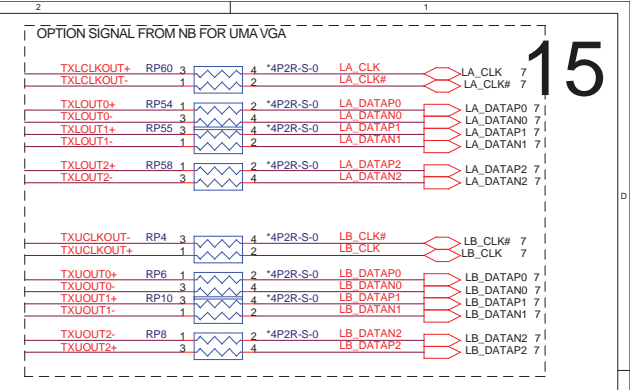 2 1
OPTION SIGNAL FROM NB FOR UMA VGA
15
TXLCLKOUT+ RP60 3 4 *4P2R-S-0 LA_CLK LA_CLK 7
TXLCLKOUT- 1 2 LA_CLK# LA_CLK# 7
TXLOUT0+ RP54 1 2 *4P2R-S-0 LA_DATAP0 LA_DATAP0 7
TXLOUT0- 3 4 LA_DATAN0 LA_DATAN0 7
TXLOUT1+ RP55 3 4 *4P2R-S-0 LA_DATAP1 LA_DATAP1 7
TXLOUT1- 1 2 LA_DATAN1 LA_DATAN1 7
TXLOUT2+ RP58 1 2 *4P2R-S-0 LA_DATAP2 LA_DATAP2 7
TXLOUT2- 3 4 LA_DATAN2 LA_DATAN2 7
D
TXUCLKOUT- RP4 3 4 *4P2R-S-0 LB_CLK# LB_CLK# 7
TXUCLKOUT+ 1 2 LB_CLK LB_CLK 7
TXUOUT0+ RP6 1 2 *4P2R-S-0 LB_DATAP0 LB_DATAP0 7
TXUOUT0- 3 4 LB_DATAN0 LB_DATAN0 7
TXUOUT1+ RP10 3 4 *4P2R-S-0 LB_DATAP1 LB_DATAP1 7
TXUOUT1- 1 2 LB_DATAN1 LB_DATAN1 7
TXUOUT2- RP8 1 2 *4P2R-S-0 LB_DATAN2 LB_DATAN2 7
TXUOUT2+ 3 4 LB_DATAP2 LB_DATAP2 7